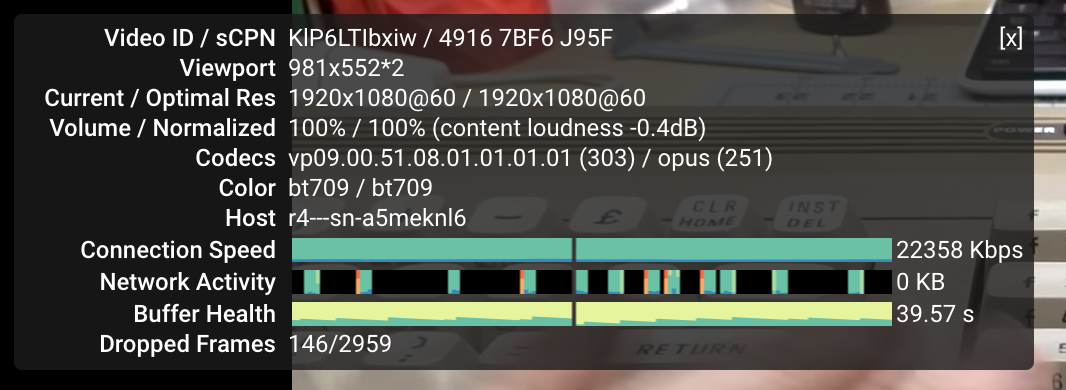 Video ID / sCPN KlP6LTlbxiw / 4916 7BF6 J95F [x]
Viewport 981x552*2
Current / Optimal Res 1920x1080@60 / 1920x1080@60
Volume / Normalized 100% / 100% (content loudness -0.4dB)
Codecs vp09.00.51.08.01.01.01.01 (303) / opus (251)
POWER
Color bt709 / bt709
Host r4---sn-a5meknl6
£ CLR HOME INST DEL
Connection Speed 22358 Kbps
Network Activity 0 KB
Buffer Health 39.57 s
Dropped Frames 146/2959
RETURN